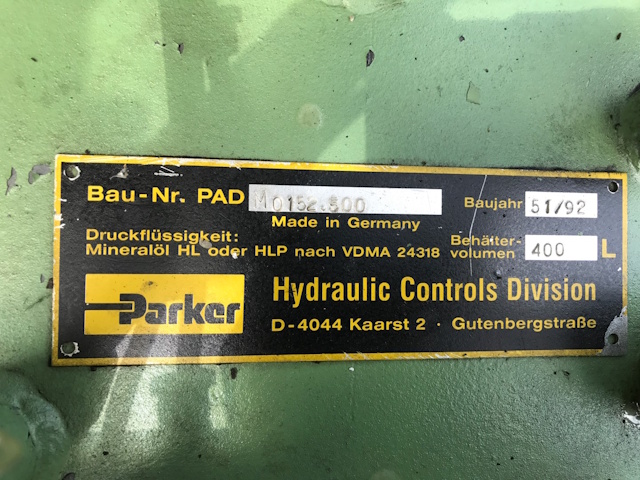 Bau-Nr. PAD M0152.800 Baujahr 51/92
Made in Germany
Druckflüssigkeit:
Mineralöl HL oder HLP nach VDMA 24318 Behälter-volumen 400 L
Parker Hydraulic Controls Division
D-4044 Kaarst 2 · Gutenbergstraße